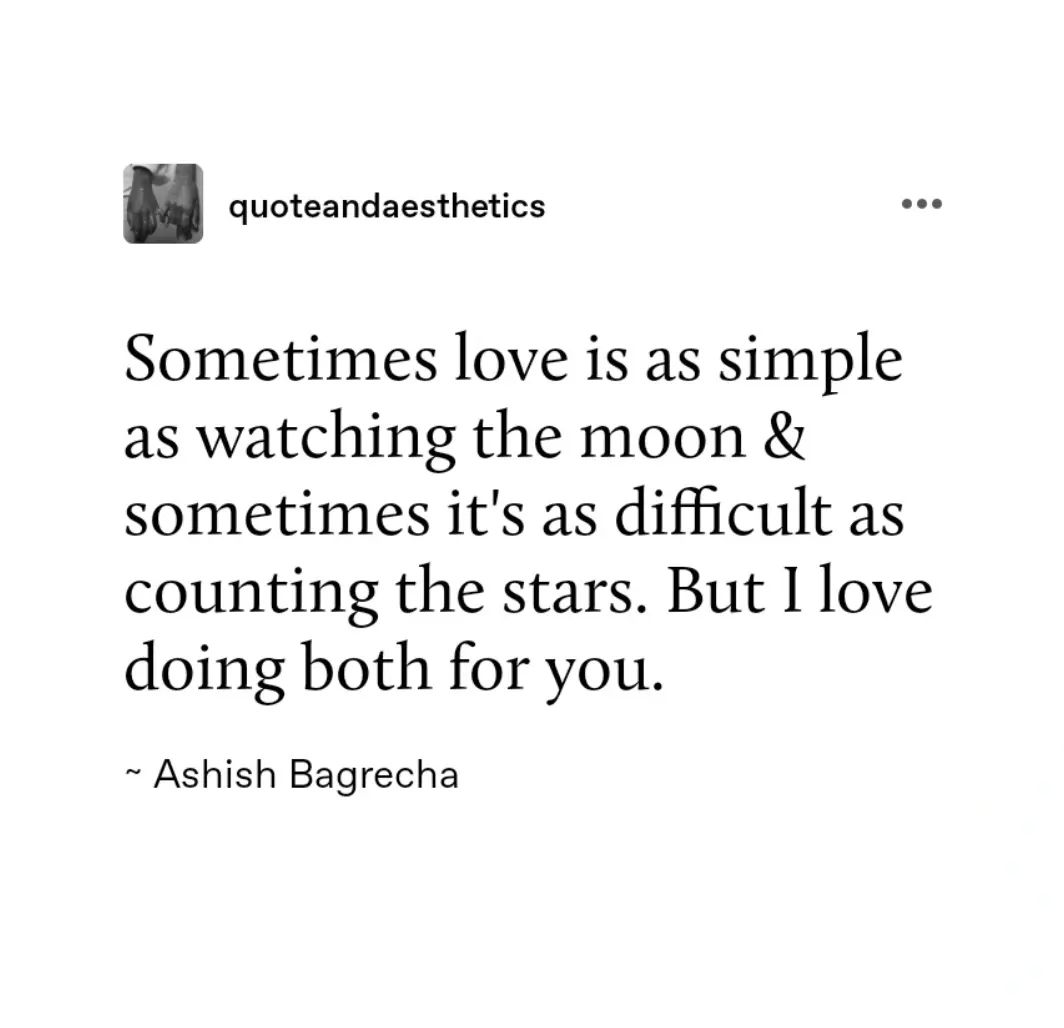 quoteandaesthetics
Sometimes love is as simple
as watching the moon &
sometimes it's as difficult as
counting the stars. But I love
doing both for you.
~ Ashish Bagrecha